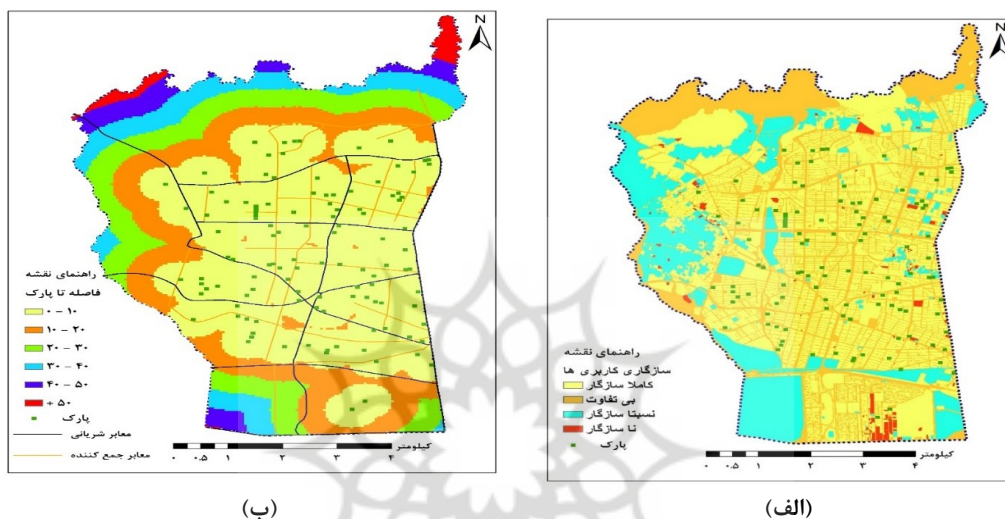 N
راهنمای نقشه
سازگاری کاربری ها
کاملا سازگار
بی تفاوت
نسبتا سازگار
نا سازگار
پارک
کیلومتر
۰ ۰.۵ ۱ ۲ ۳ ۴
(الف)
N
راهنمای نقشه
فاصله تا پارک
۰ - ۱۰
۱۰ - ۲۰
۲۰ - ۳۰
۳۰ - ۴۰
۴۰ - ۵۰
+ ۵۰
پارک
معابر شریانی
معابر جمع کننده
کیلومتر
۰ ۰.۵ ۱ ۲ ۳ ۴
(ب)